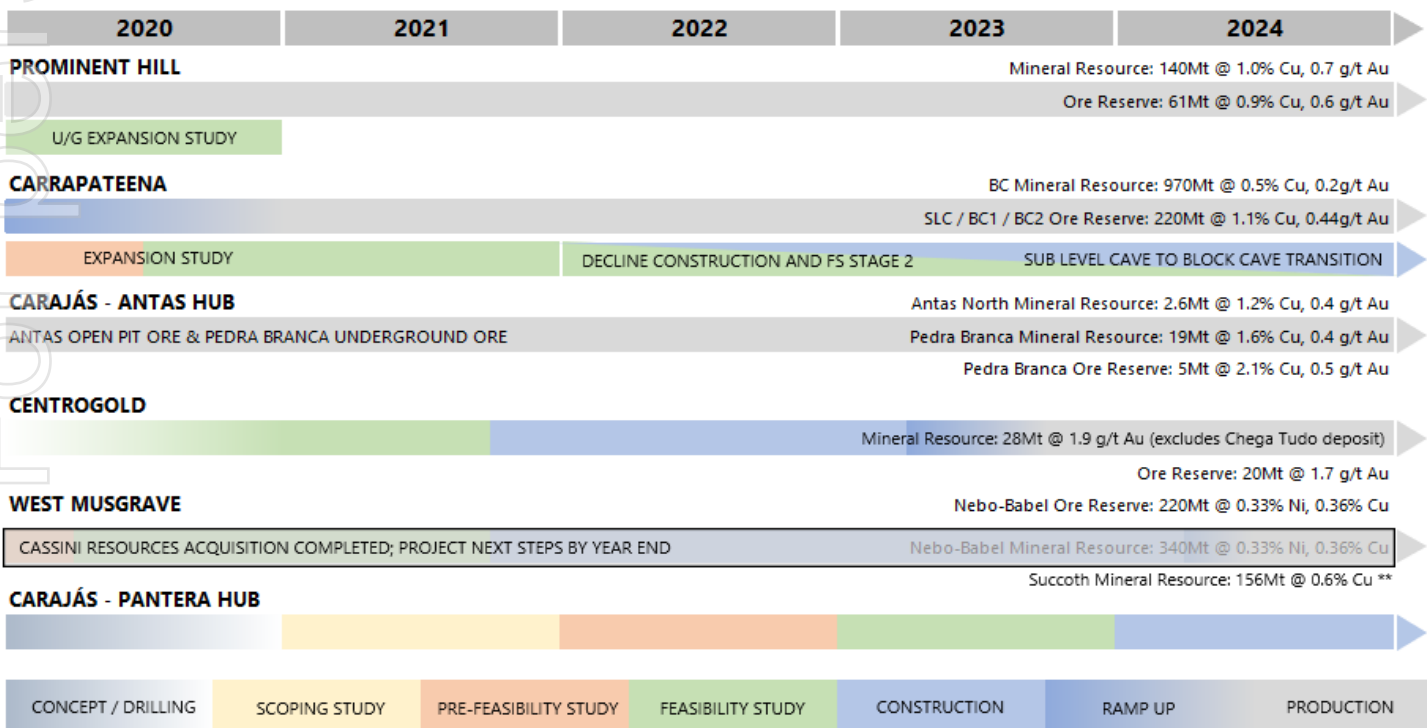 2020 2021 2022 2023 2024
PROMINENT HILL
Mineral Resource: 140Mt @ 1.0% Cu, 0.7 g/t Au
Ore Reserve: 61Mt @ 0.9% Cu, 0.6 g/t Au
U/G EXPANSION STUDY
CARRAPATEENA
BC Mineral Resource: 970Mt @ 0.5% Cu, 0.2g/t Au
SLC / BC1 / BC2 Ore Reserve: 220Mt @ 1.1% Cu, 0.44g/t Au
EXPANSION STUDY DECLINE CONSTRUCTION AND FS STAGE 2 SUB LEVEL CAVE TO BLOCK CAVE TRANSITION
CARAJÁS - ANTAS HUB
Antas North Mineral Resource: 2.6Mt @ 1.2% Cu, 0.4 g/t Au
ANTAS OPEN PIT ORE & PEDRA BRANCA UNDERGROUND ORE Pedra Branca Mineral Resource: 19Mt @ 1.6% Cu, 0.4 g/t Au
Pedra Branca Ore Reserve: 5Mt @ 2.1% Cu, 0.5 g/t Au
CENTROGOLD
Mineral Resource: 28Mt @ 1.9 g/t Au (excludes Chega Tudo deposit)
Ore Reserve: 20Mt @ 1.7 g/t Au
WEST MUSGRAVE
Nebo-Babel Ore Reserve: 220Mt @ 0.33% Ni, 0.36% Cu
CASSINI RESOURCES ACQUISITION COMPLETED; PROJECT NEXT STEPS BY YEAR END Nebo-Babel Mineral Resource: 340Mt @ 0.33% Ni, 0.36% Cu
Succoth Mineral Resource: 156Mt @ 0.6% Cu **
CARAJÁS - PANTERA HUB
CONCEPT / DRILLING SCOPING STUDY PRE-FEASIBILITY STUDY FEASIBILITY STUDY CONSTRUCTION RAMP UP PRODUCTION